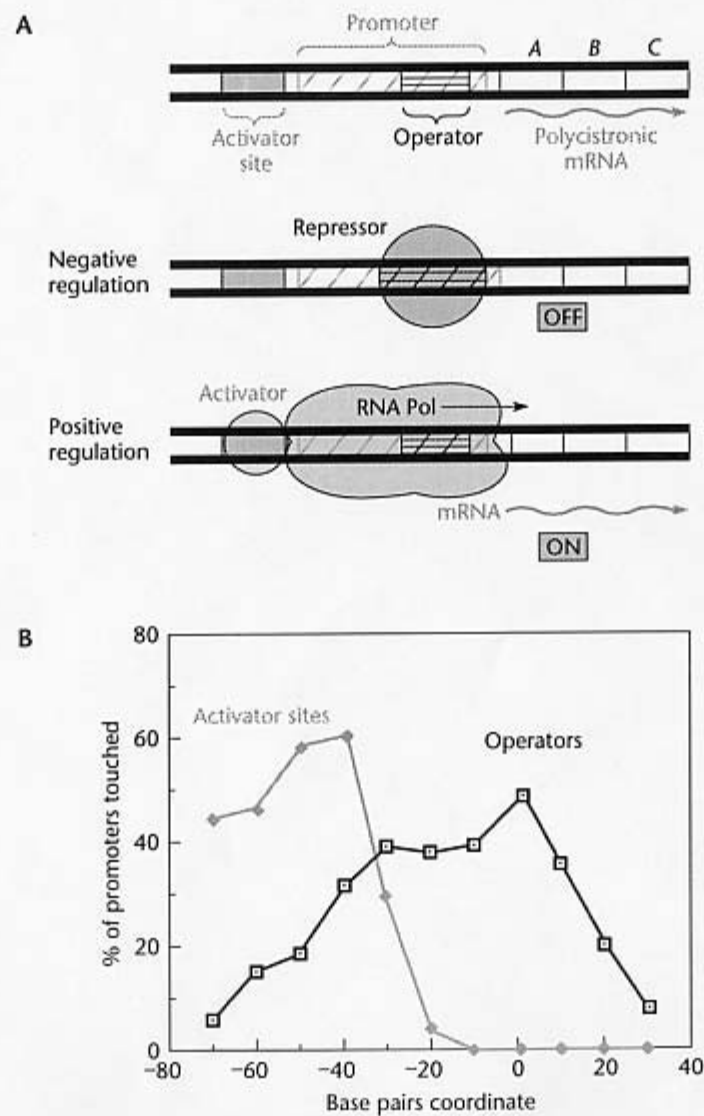 A
Promoter
A B C
Activator
site
Operator
Polycistronic
mRNA
Repressor
Negative
regulation
OFF
Activator
RNA Pol
Positive
regulation
mRNA
ON
B
80
60
40
20
0
% of promoters touched
Activator sites
Operators
−80 −60 −40 −20 0 20 40
Base pairs coordinate